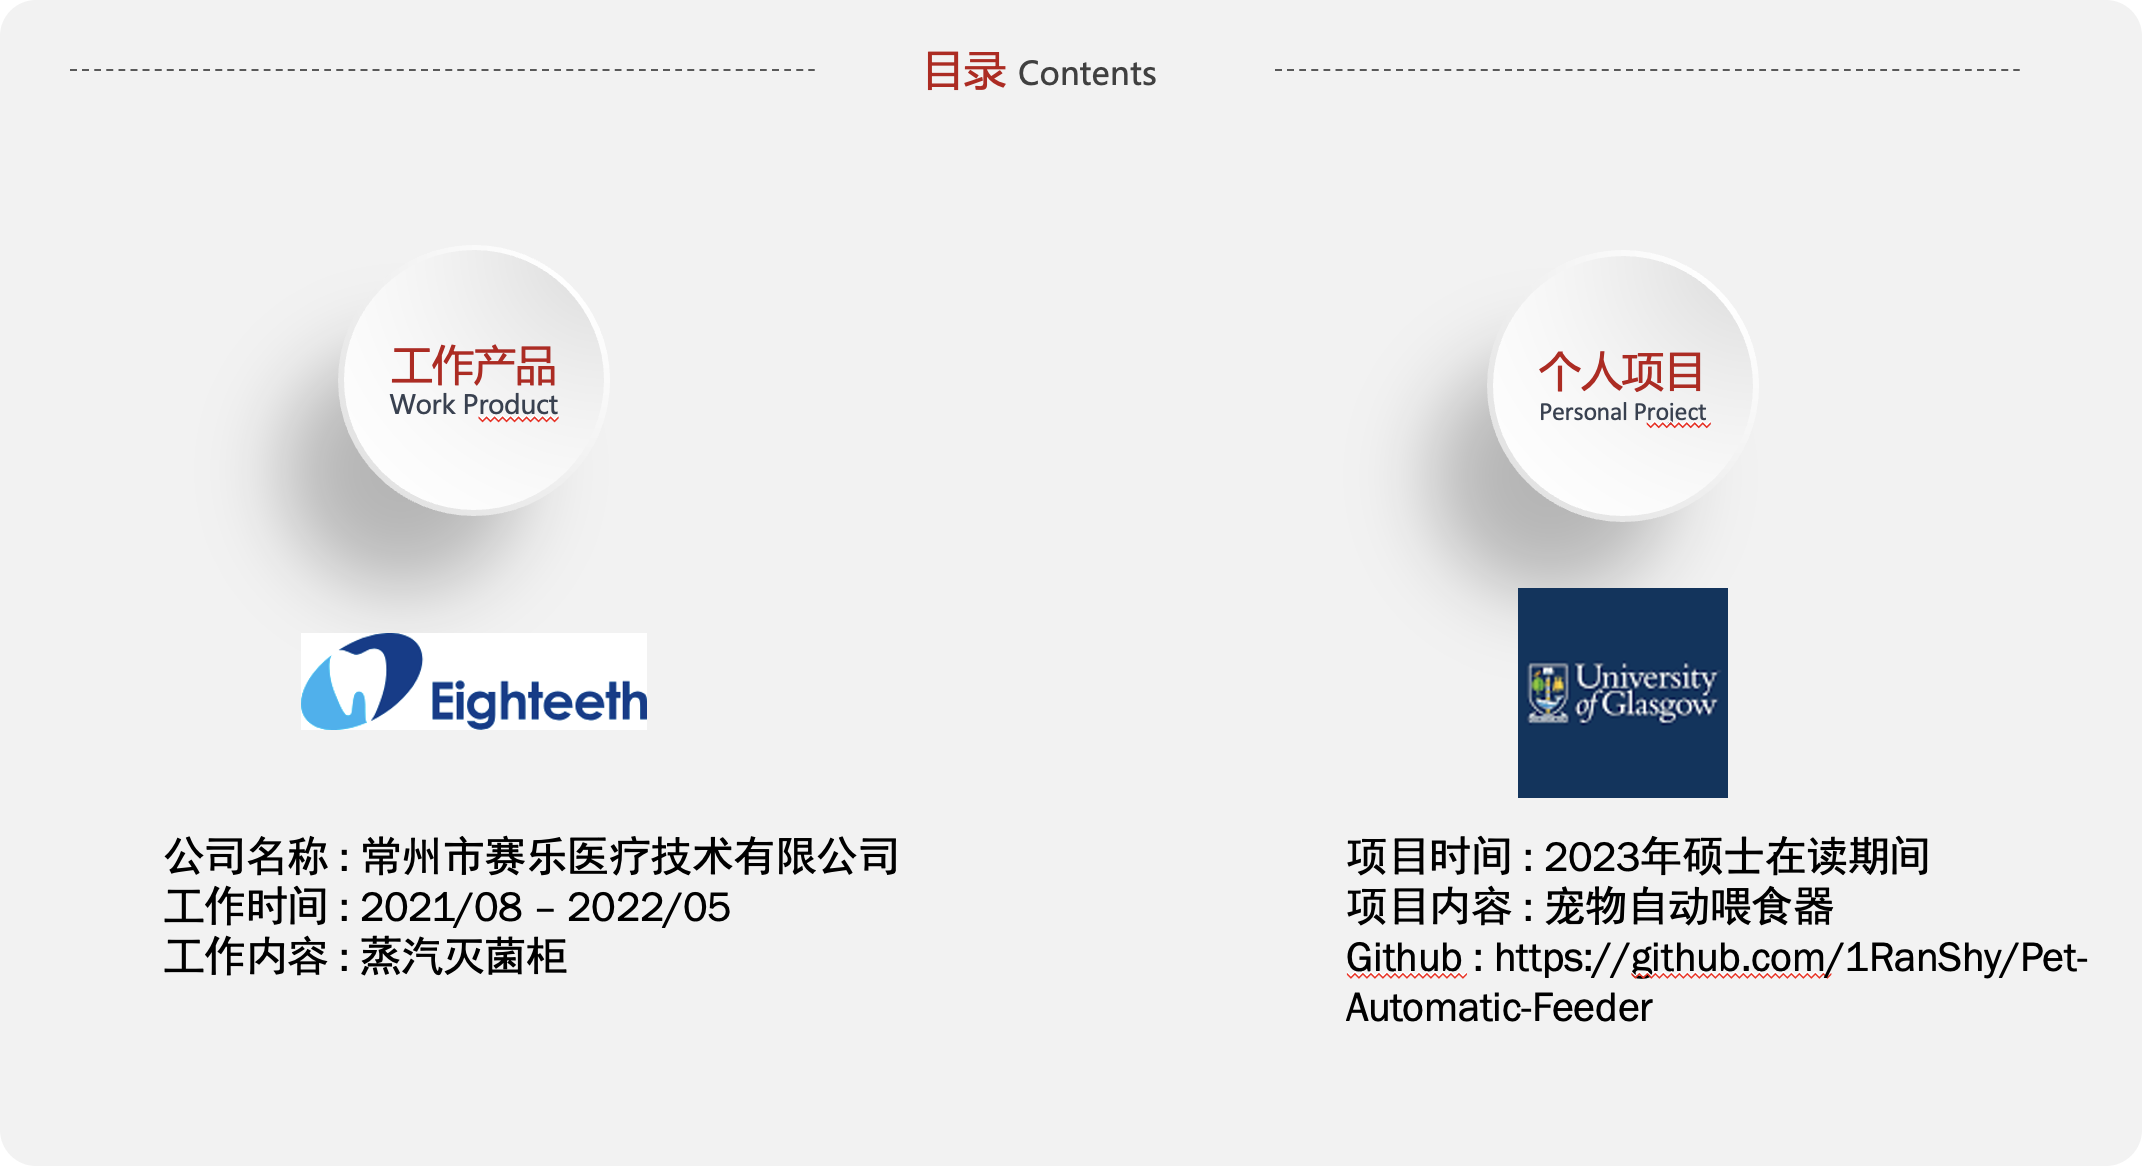 目录 Contents
工作产品
Work Product
个人项目
Personal Project
Eighteeth
University
of Glasgow
公司名称 : 常州市赛乐医疗技术有限公司
工作时间 : 2021/08 – 2022/05
工作内容 : 蒸汽灭菌柜
项目时间 : 2023年硕士在读期间
项目内容 : 宠物自动喂食器
Github : https://github.com/1RanShy/Pet-
Automatic-Feeder